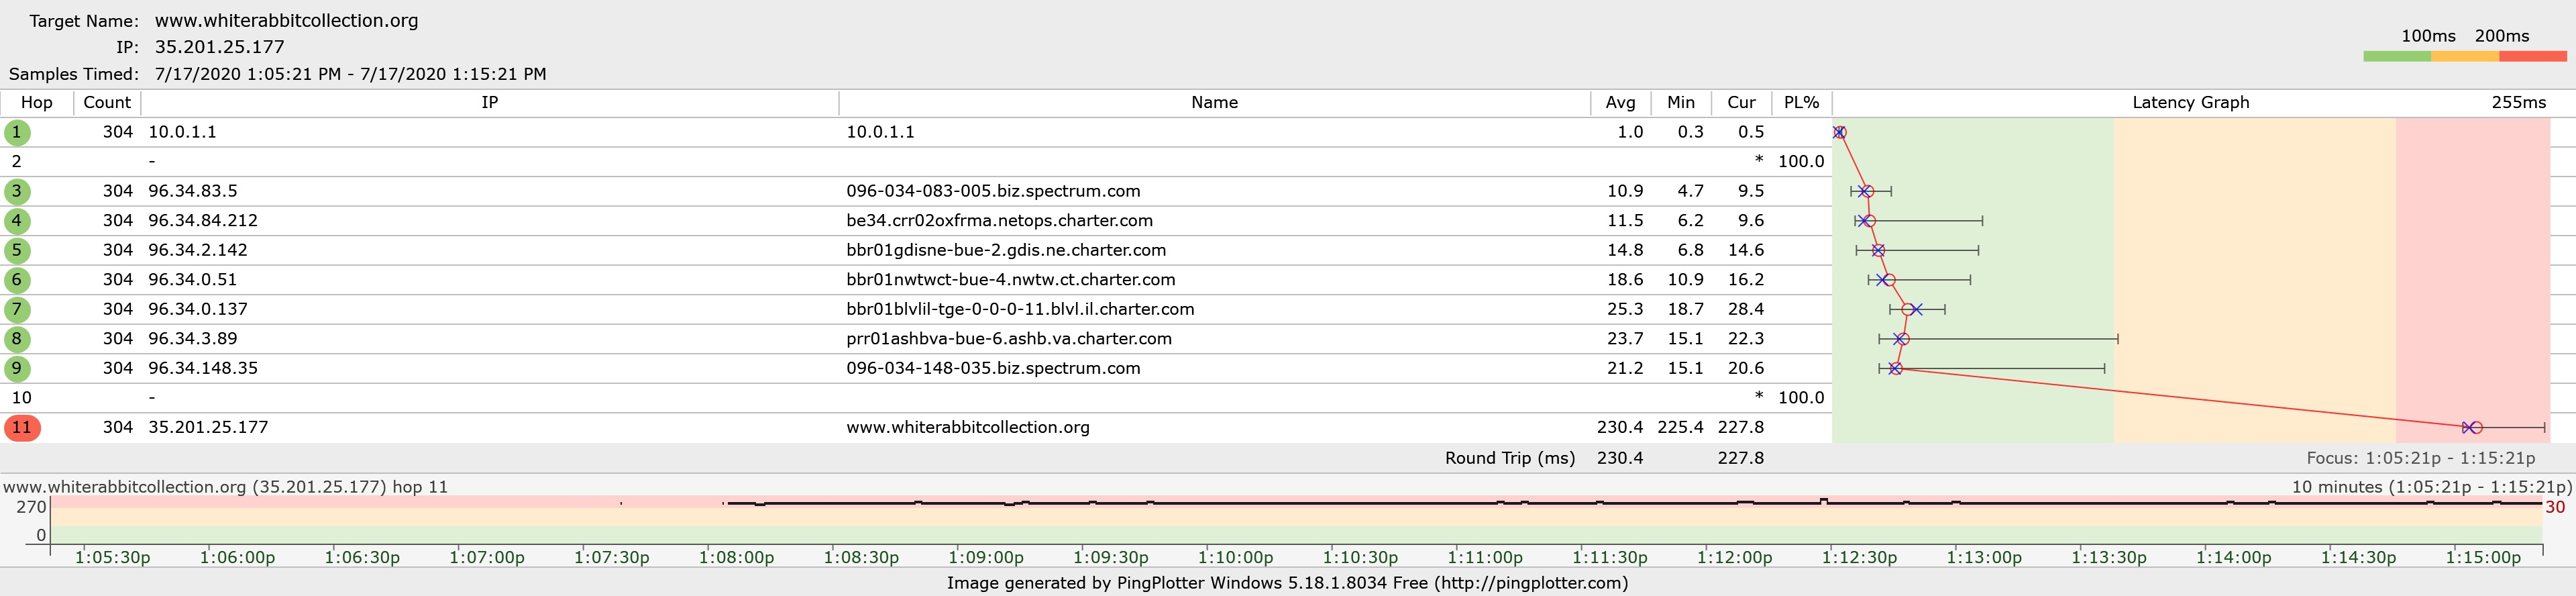 Target Name: www.whiterabbitcollection.org
IP: 35.201.25.177
Samples Timed: 7/17/2020 1:05:21 PM - 7/17/2020 1:15:21 PM
100ms 200ms
Hop Count IP Name Avg Min Cur PL% Latency Graph 255ms
1 304 10.0.1.1 10.0.1.1 1.0 0.3 0.5
2 - * 100.0
3 304 96.34.83.5 096-034-083-005.biz.spectrum.com 10.9 4.7 9.5
4 304 96.34.84.212 be34.crr02oxfrma.netops.charter.com 11.5 6.2 9.6
5 304 96.34.2.142 bbr01gdisne-bue-2.gdis.ne.charter.com 14.8 6.8 14.6
6 304 96.34.0.51 bbr01nwtwct-bue-4.nwtw.ct.charter.com 18.6 10.9 16.2
7 304 96.34.0.137 bbr01blvlil-tge-0-0-0-11.blvl.il.charter.com 25.3 18.7 28.4
8 304 96.34.3.89 prr01ashbva-bue-6.ashb.va.charter.com 23.7 15.1 22.3
9 304 96.34.148.35 096-034-148-035.biz.spectrum.com 21.2 15.1 20.6
10 - * 100.0
11 304 35.201.25.177 www.whiterabbitcollection.org 230.4 225.4 227.8
Round Trip (ms) 230.4 227.8 Focus: 1:05:21p - 1:15:21p
www.whiterabbitcollection.org (35.201.25.177) hop 11 10 minutes (1:05:21p - 1:15:21p)
270 30
0
1:05:30p 1:06:00p 1:06:30p 1:07:00p 1:07:30p 1:08:00p 1:08:30p 1:09:00p 1:09:30p 1:10:00p 1:10:30p 1:11:00p 1:11:30p 1:12:00p 1:12:30p 1:13:00p 1:13:30p 1:14:00p 1:14:30p 1:15:00p
Image generated by PingPlotter Windows 5.18.1.8034 Free (http://pingplotter.com)